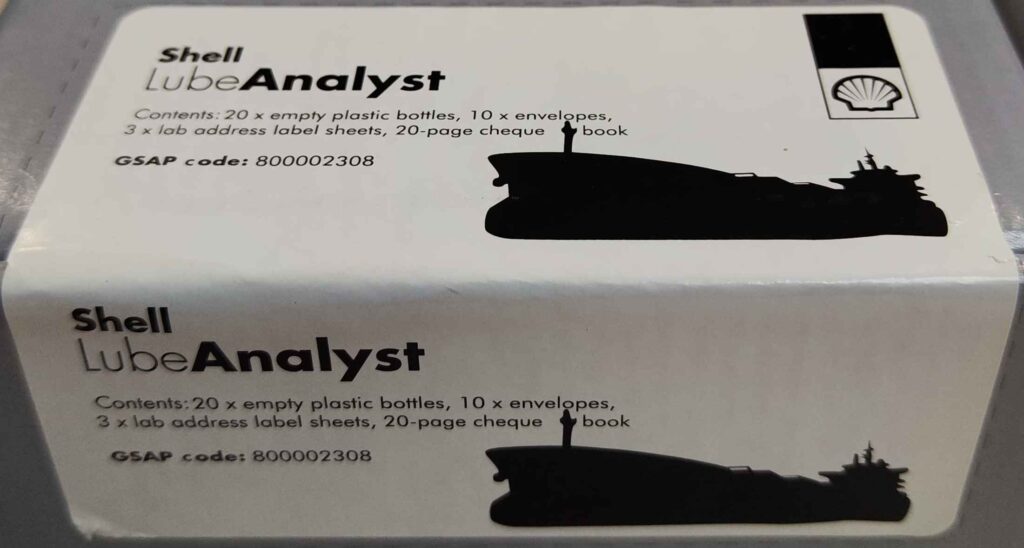 Shell
LubeAnalyst
Contents: 20 x empty plastic bottles, 10 x envelopes,
3 x lab address label sheets, 20-page cheque book
GSAP code: 800002308
Shell
LubeAnalyst
Contents: 20 x empty plastic bottles, 10 x envelopes,
3 x lab address label sheets, 20-page cheque book
GSAP code: 800002308